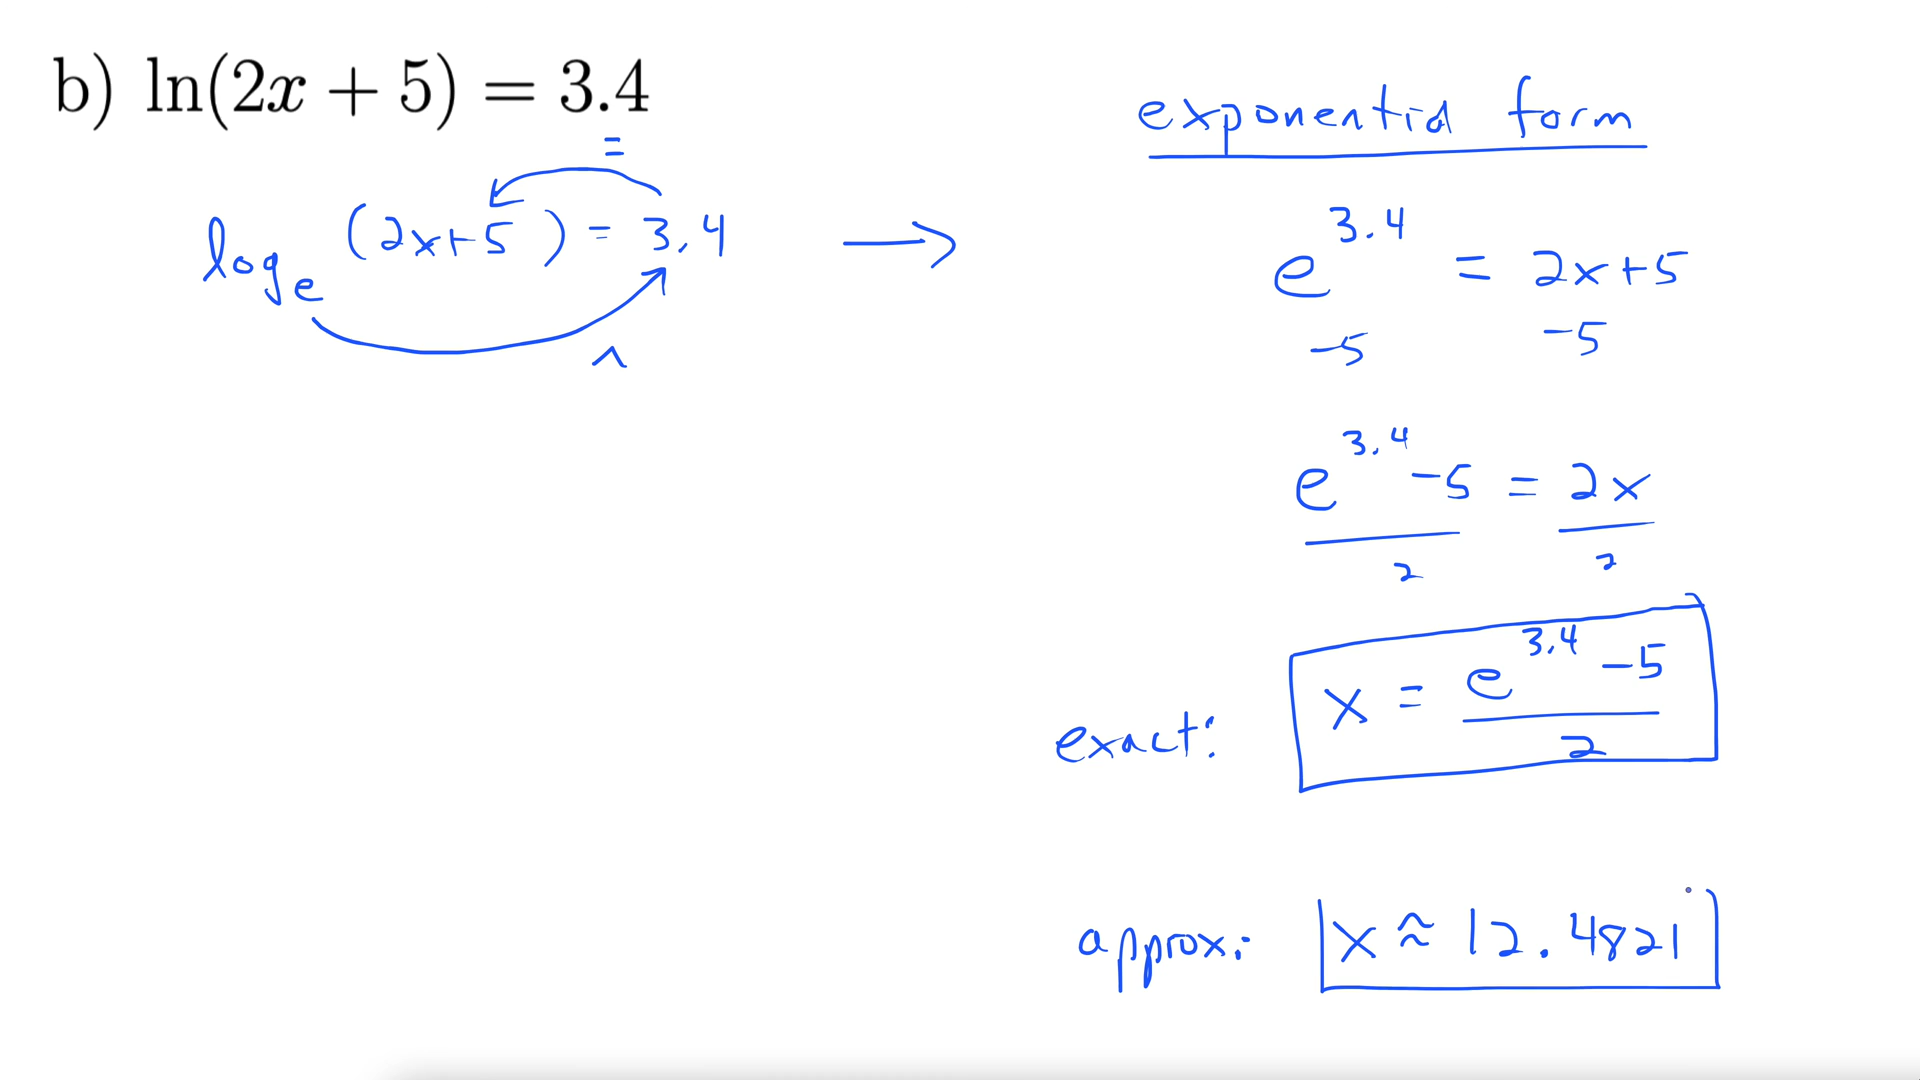 b) ln(2x + 5) = 3.4
=
log_e (2x+5) = 3.4 →
^
exponential form
e^3.4 = 2x+5
-5 -5
e^3.4 -5 = 2x
2 2
exact: x = (e^3.4 -5)/2
approx: x ≈ 12.4821